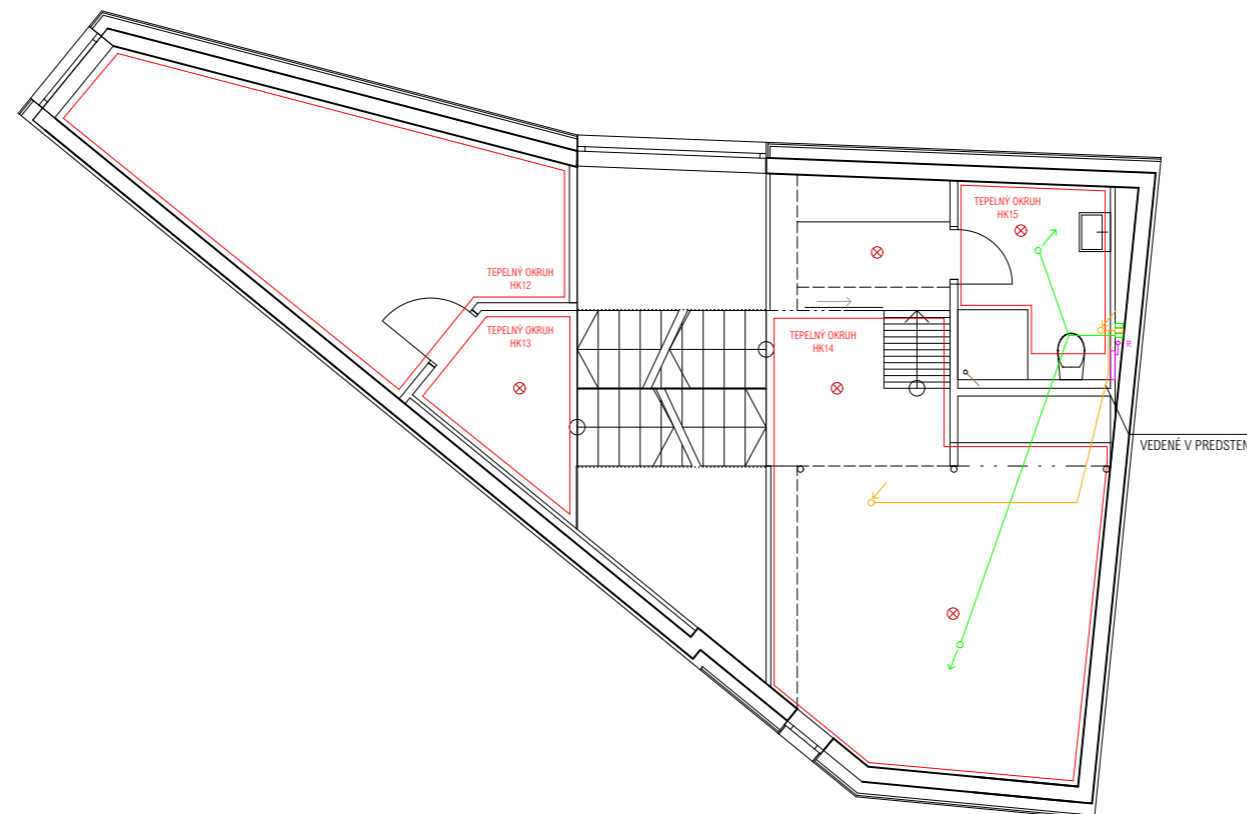 TEPELNÝ OKRUH
HK15
TEPELNÝ OKRUH
HK12
TEPELNÝ OKRUH
HK13
TEPELNÝ OKRUH
HK14
R
VEDENÉ V PREDSTEN